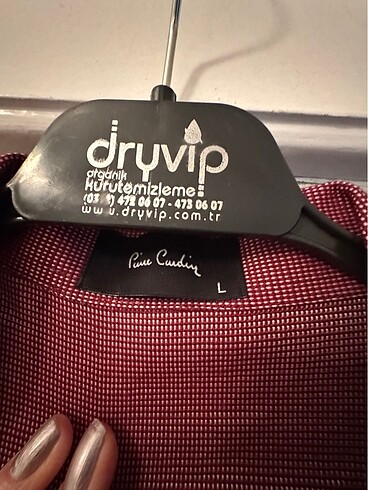 dryvip
organik
kurutemizleme
473 06 07 - 473 06 07
www.dryvip.com.tr
Pierre Cardin
L